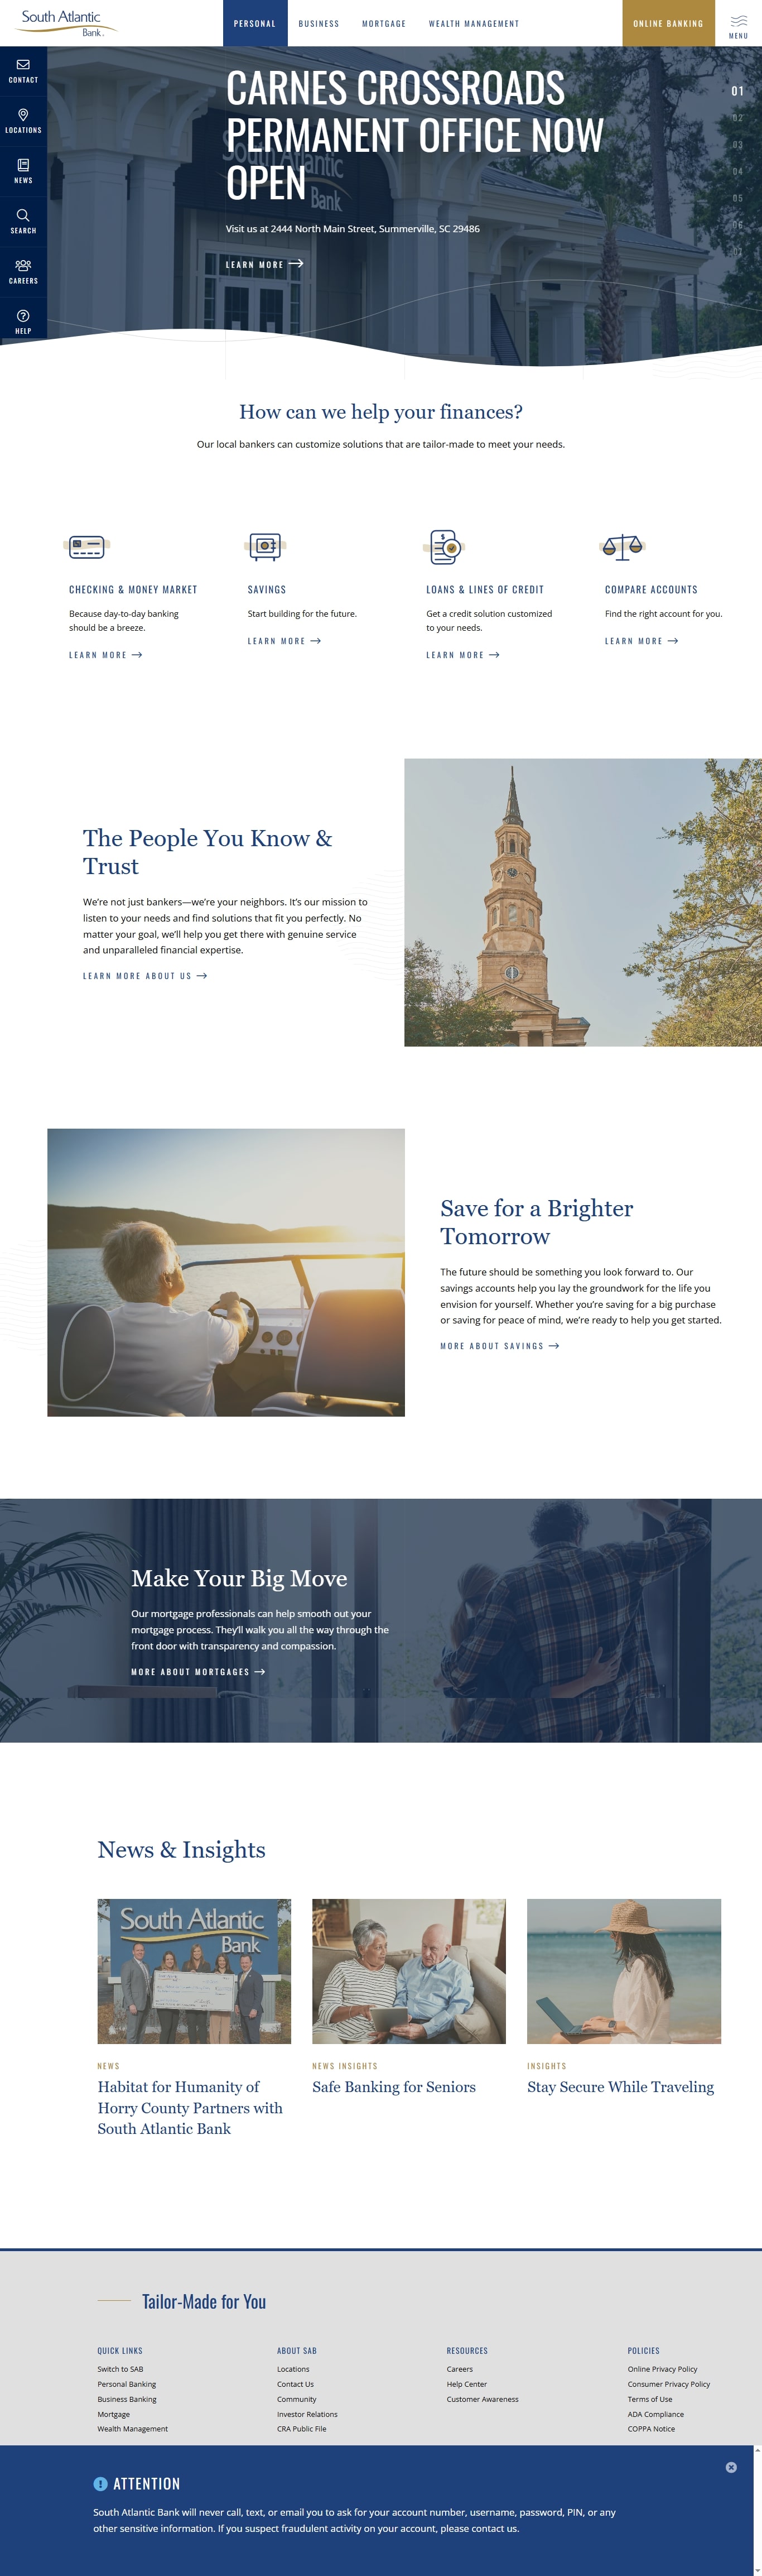 South Atlantic
Bank.
PERSONAL
BUSINESS
MORTGAGE
WEALTH MANAGEMENT
ONLINE BANKING
MENU
CONTACT
LOCATIONS
NEWS
SEARCH
CAREERS
HELP
CARNES CROSSROADS
PERMANENT OFFICE NOW
OPEN
South Atlantic
Bank
Visit us at 2444 North Main Street, Summerville, SC 29486
LEARN MORE
01
02
03
04
05
06
07
How can we help your finances?
Our local bankers can customize solutions that are tailor-made to meet your needs.
CHECKING & MONEY MARKET
Because day-to-day banking
should be a breeze.
LEARN MORE
SAVINGS
Start building for the future.
LEARN MORE
LOANS & LINES OF CREDIT
Get a credit solution customized
to your needs.
LEARN MORE
COMPARE ACCOUNTS
Find the right account for you.
LEARN MORE
The People You Know &
Trust
We’re not just bankers—we’re your neighbors. It’s our mission to
listen to your needs and find solutions that fit you perfectly. No
matter your goal, we’ll help you get there with genuine service
and unparalleled financial expertise.
LEARN MORE ABOUT US
Save for a Brighter
Tomorrow
The future should be something you look forward to. Our
savings accounts help you lay the groundwork for the life you
envision for yourself. Whether you’re saving for a big purchase
or saving for peace of mind, we’re ready to help you get started.
MORE ABOUT SAVINGS
Make Your Big Move
Our mortgage professionals can help smooth out your
mortgage process. They’ll walk you all the way through the
front door with transparency and compassion.
MORE ABOUT MORTGAGES
News & Insights
South Atlantic
Bank
NEWS
Habitat for Humanity of
Horry County Partners with
South Atlantic Bank
NEWS INSIGHTS
Safe Banking for Seniors
INSIGHTS
Stay Secure While Traveling
Tailor-Made for You
QUICK LINKS
Switch to SAB
Personal Banking
Business Banking
Mortgage
Wealth Management
ABOUT SAB
Locations
Contact Us
Community
Investor Relations
CRA Public File
RESOURCES
Careers
Help Center
Customer Awareness
POLICIES
Online Privacy Policy
Consumer Privacy Policy
Terms of Use
ADA Compliance
COPPA Notice
ATTENTION
South Atlantic Bank will never call, text, or email you to ask for your account number, username, password, PIN, or any
other sensitive information. If you suspect fraudulent activity on your account, please contact us.